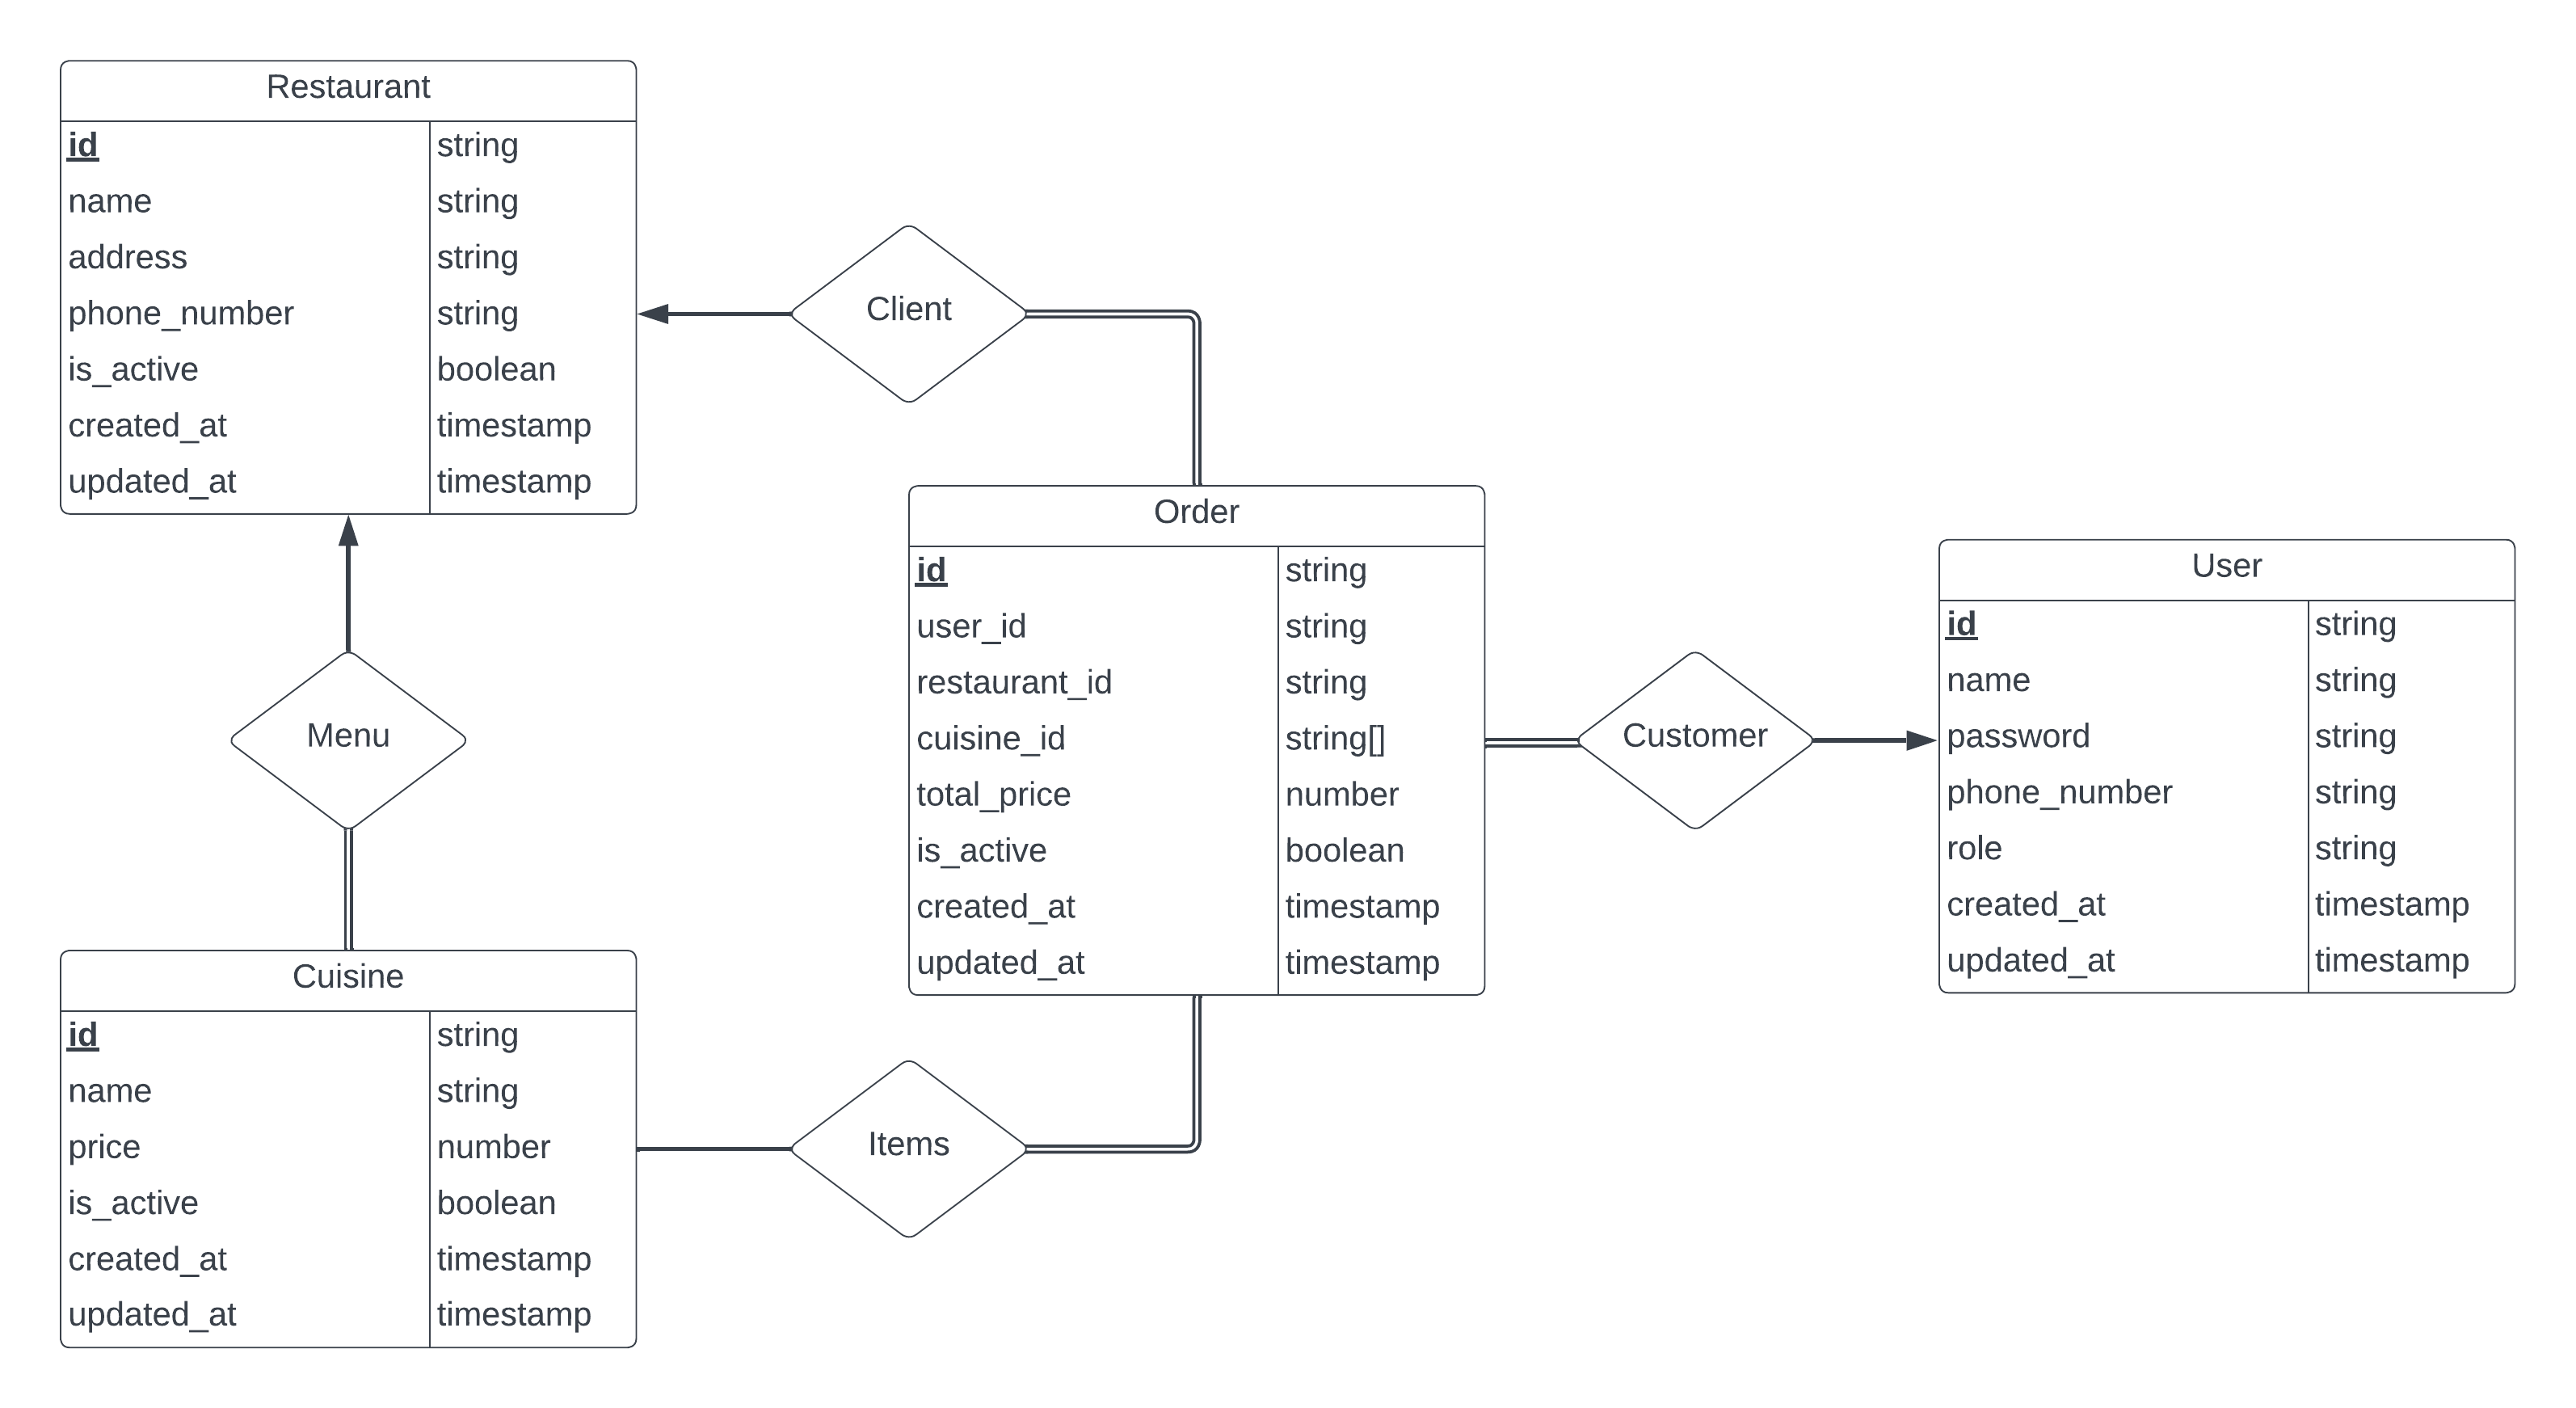 Restaurant
id string
name string
address string
phone_number string
is_active boolean
created_at timestamp
updated_at timestamp
Client
Order
id string
user_id string
restaurant_id string
cuisine_id string[]
total_price number
is_active boolean
created_at timestamp
updated_at timestamp
User
id string
name string
password string
phone_number string
role string
created_at timestamp
updated_at timestamp
Menu
Customer
Cuisine
id string
name string
price number
is_active boolean
created_at timestamp
updated_at timestamp
Items